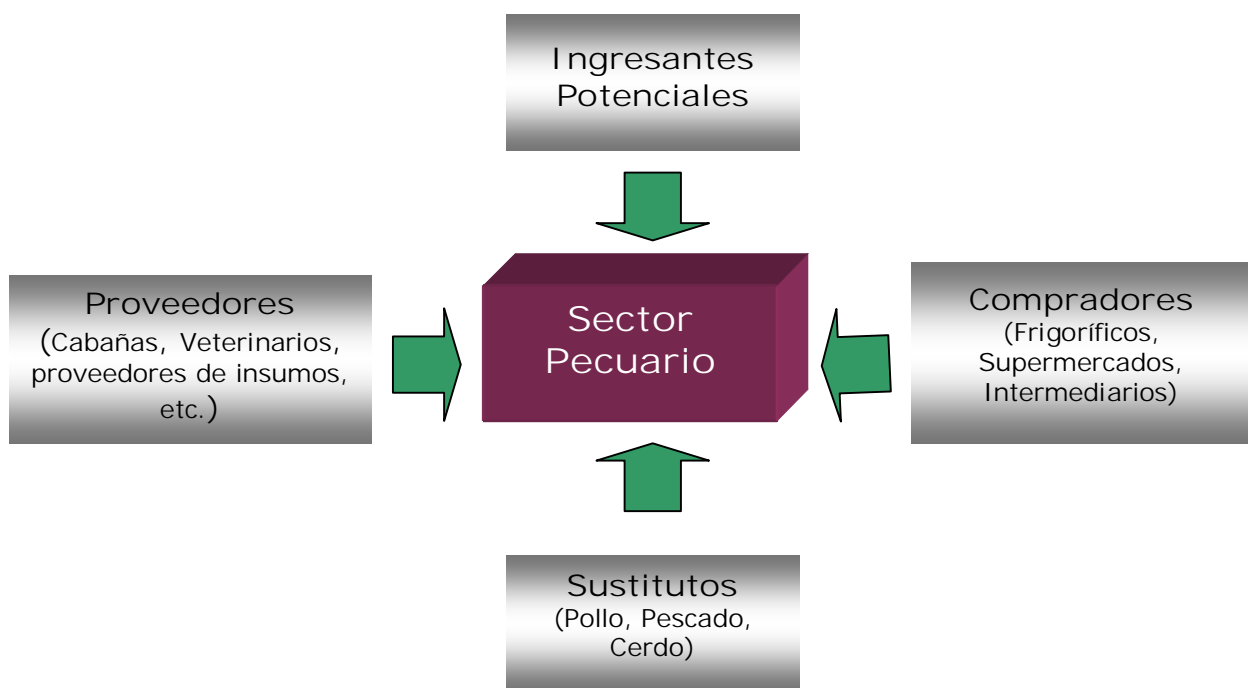 Ingresantes
Potenciales
Proveedores
(Cabañas, Veterinarios,
proveedores de insumos,
etc.)
Sector
Pecuario
Compradores
(Frigoríficos,
Supermercados,
Intermediarios)
Sustitutos
(Pollo, Pescado,
Cerdo)